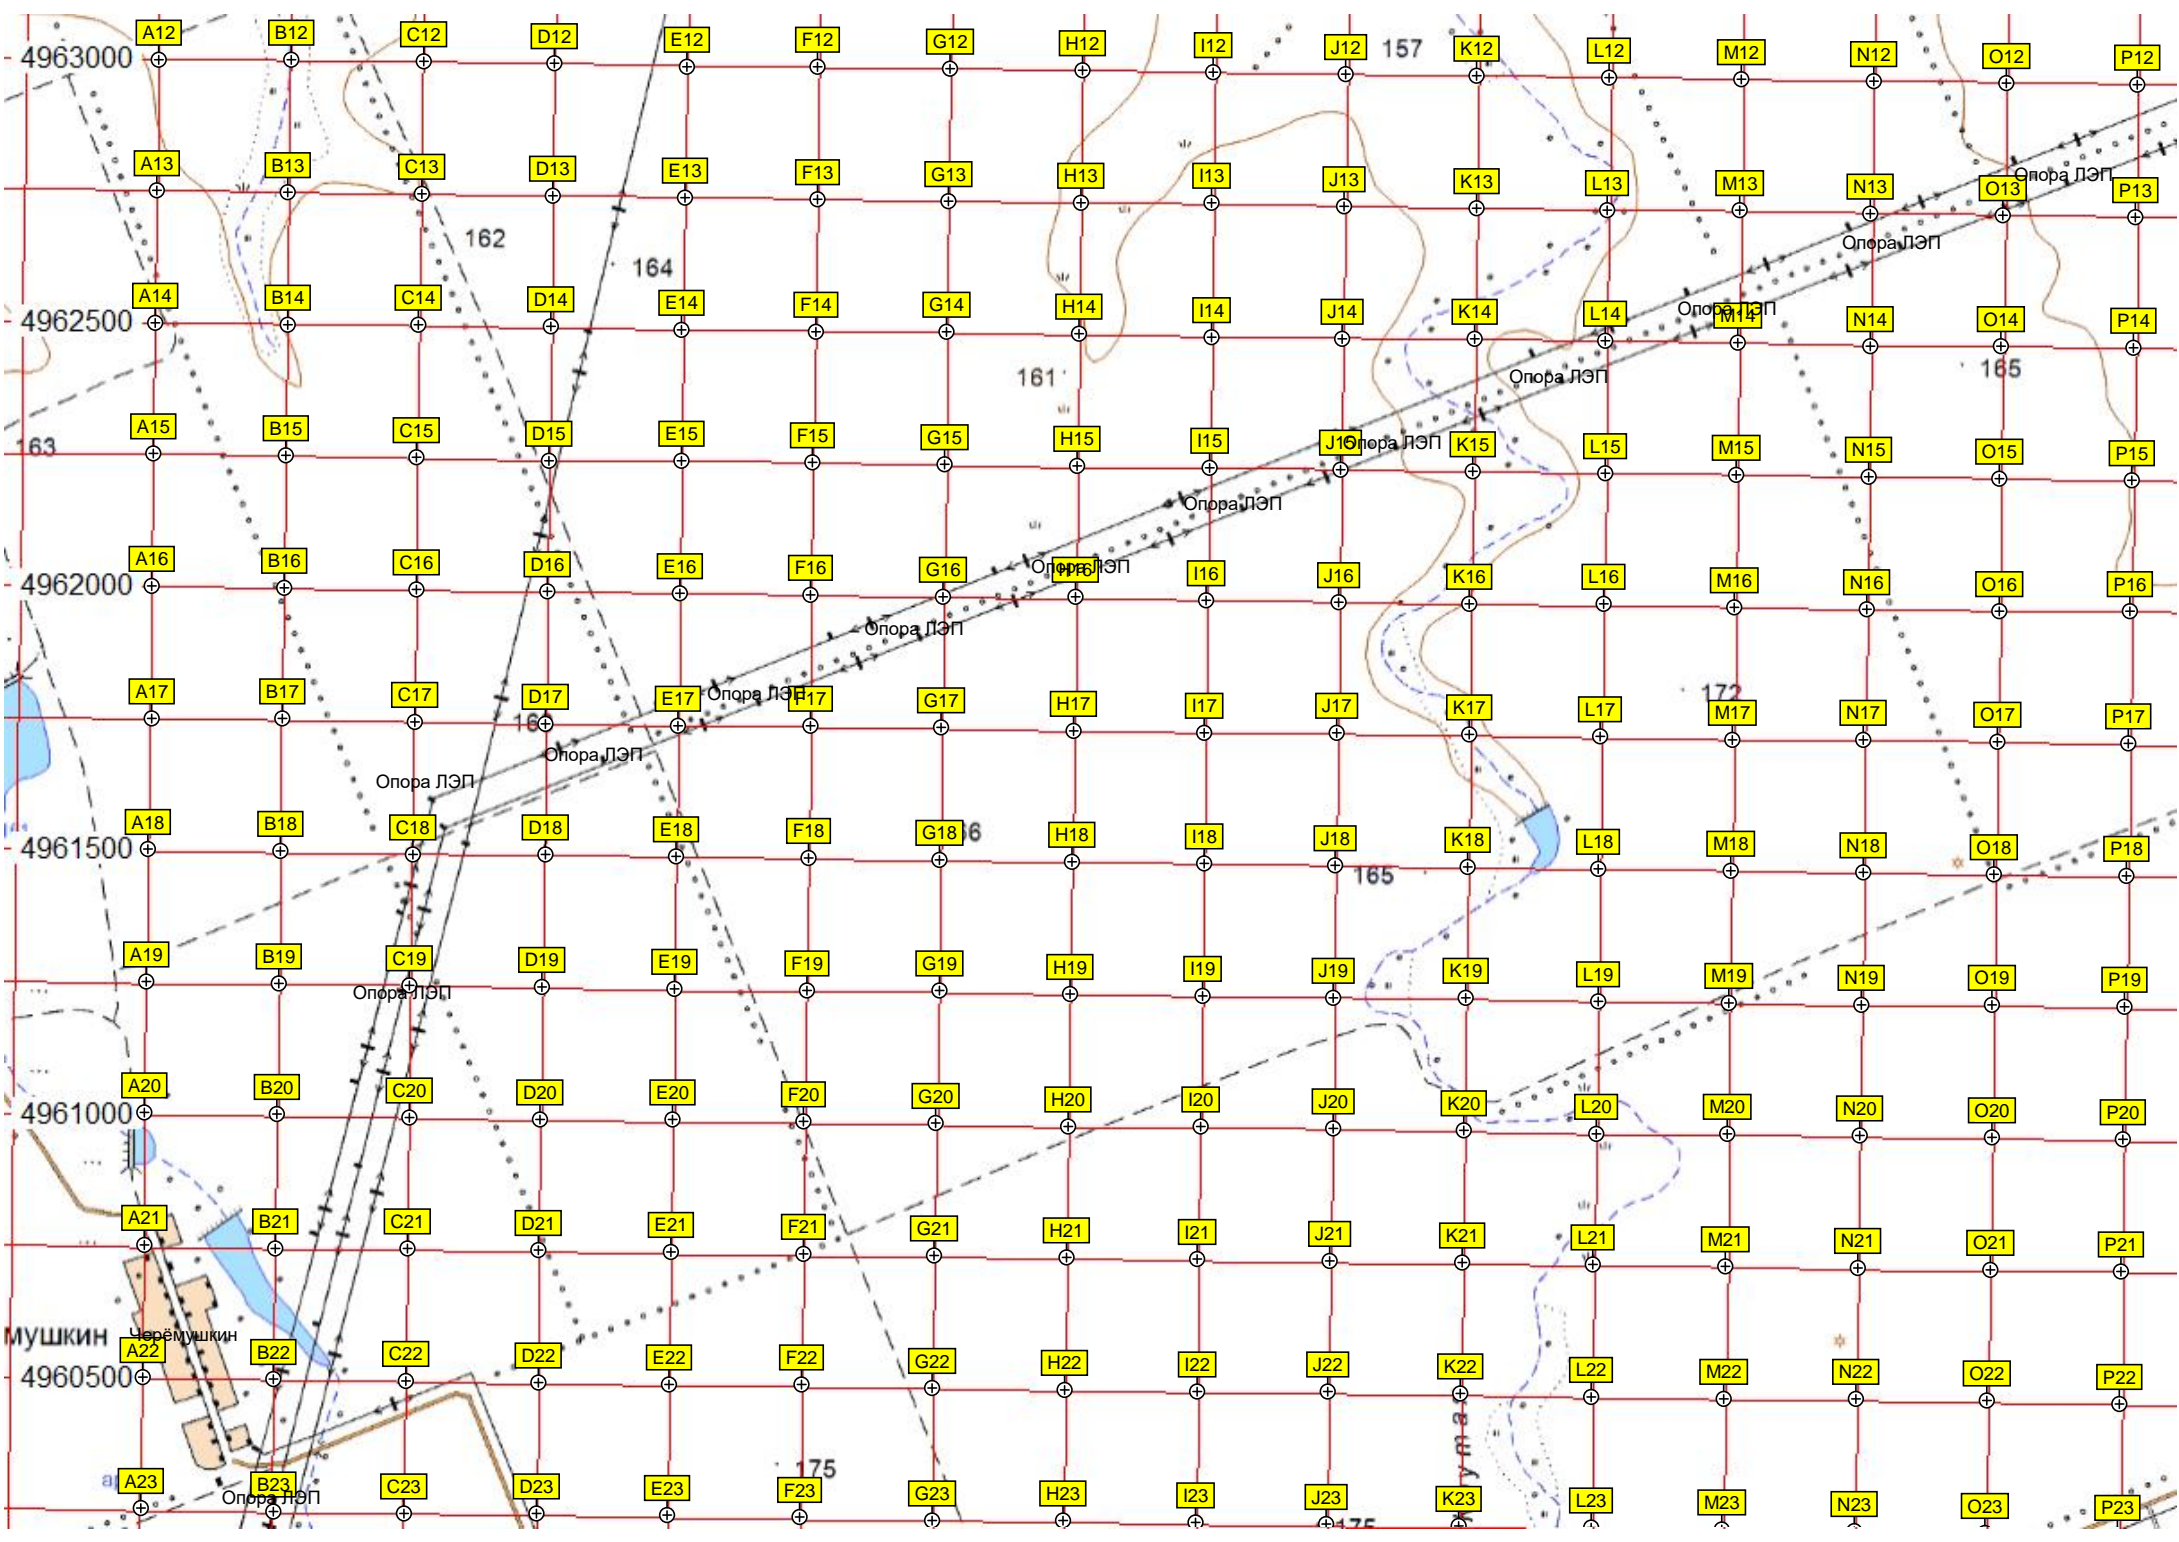 A12 B12 C12 D12 E12 F12 G12 H12 I12 J12 157 K12 L12 M12 N12 O12 P12
4963000
A13 B13 C13 D13 E13 F13 G13 H13 I13 J13 K13 L13 M13 N13 O13 Опора ЛЭП P13
162
164
Опора ЛЭП
A14 B14 C14 D14 E14 F14 G14 H14 I14 J14 K14 L14 Опора ЛЭП M14 N14 O14 P14
4962500
161
Опора ЛЭП
165
A15 B15 C15 D15 E15 F15 G15 H15 I15 J15 Опора ЛЭП K15 L15 M15 N15 O15 P15
163
Опора ЛЭП
A16 B16 C16 D16 E16 F16 G16 Опора ЛЭП H16 I16 J16 K16 L16 M16 N16 O16 P16
4962000
Опора ЛЭП
A17 B17 C17 D17 E17 Опора ЛЭП F17 G17 H17 I17 J17 K17 L17 172 M17 N17 O17 P17
Опора ЛЭП
Опора ЛЭП
A18 B18 C18 D18 E18 F18 G18 H18 I18 J18 K18 L18 M18 N18 O18 P18
4961500
165
A19 B19 C19 D19 E19 F19 G19 H19 I19 J19 K19 L19 M19 N19 O19 P19
Опора ЛЭП
A20 B20 C20 D20 E20 F20 G20 H20 I20 J20 K20 L20 M20 N20 O20 P20
4961000
A21 B21 C21 D21 E21 F21 G21 H21 I21 J21 K21 L21 M21 N21 O21 P21
мушкин Черёмушкин
A22 B22 C22 D22 E22 F22 G22 H22 I22 J22 K22 L22 M22 N22 O22 P22
4960500
175
A23 B23 C23 D23 E23 F23 G23 H23 I23 J23 K23 L23 M23 N23 O23 P23
Опора ЛЭП
175